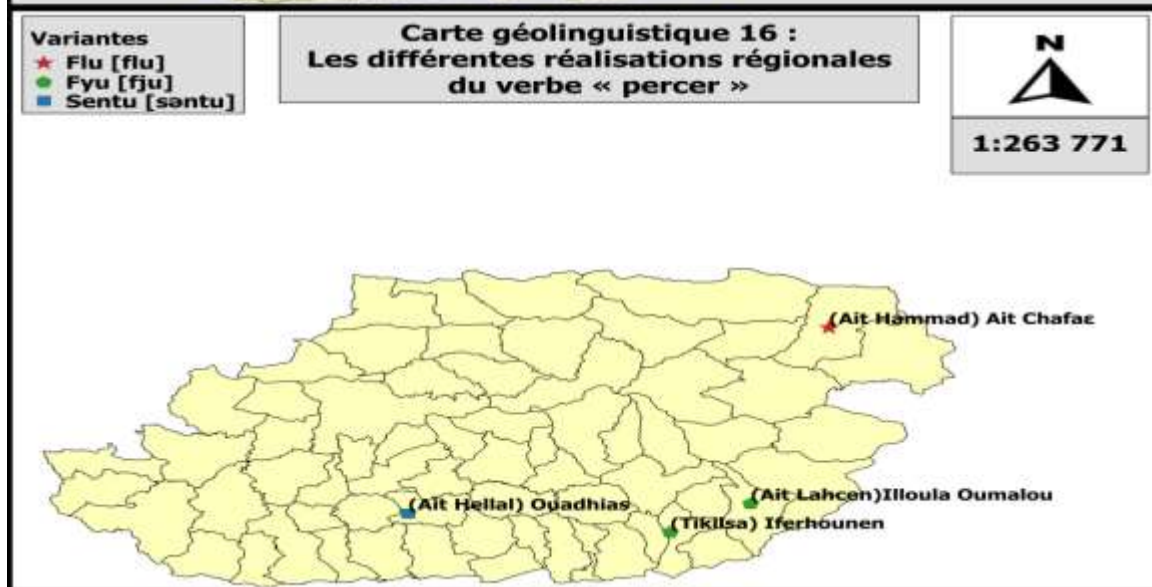 Variantes
Flu [flu]
Fyu [fju]
Sentu [səntu]
Carte géolinguistique 16 :
Les différentes réalisations régionales
du verbe « percer »
N
1:263 771
(Ait Hammad) Ait Chafaɛ
(Ait Hellal) Ouadhias
(Ait Lahcen)Illoula Oumalou
(Tikilsa) Iferhounen